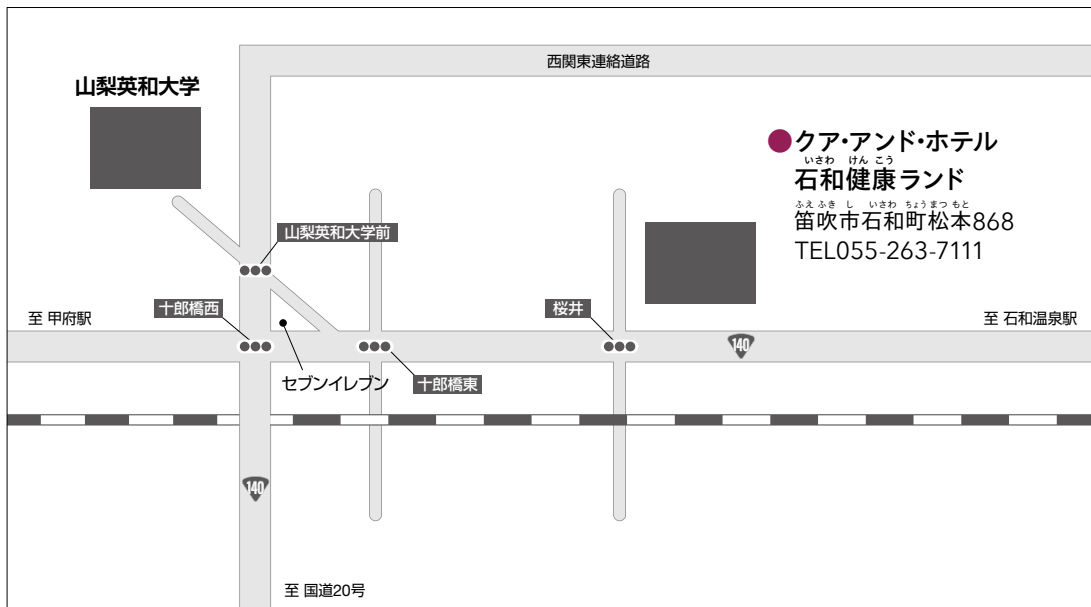 西関東連絡道路
山梨英和大学
クア・アンド・ホテル
いさわ けんこう
石和健康ランド
ふえふき し いさわ ちょうまつもと
笛吹市石和町松本868
TEL055-263-7111
山梨英和大学前
十郎橋西
桜井
至 甲府駅
至 石和温泉駅
140
セブンイレブン
十郎橋東
140
至 国道20号